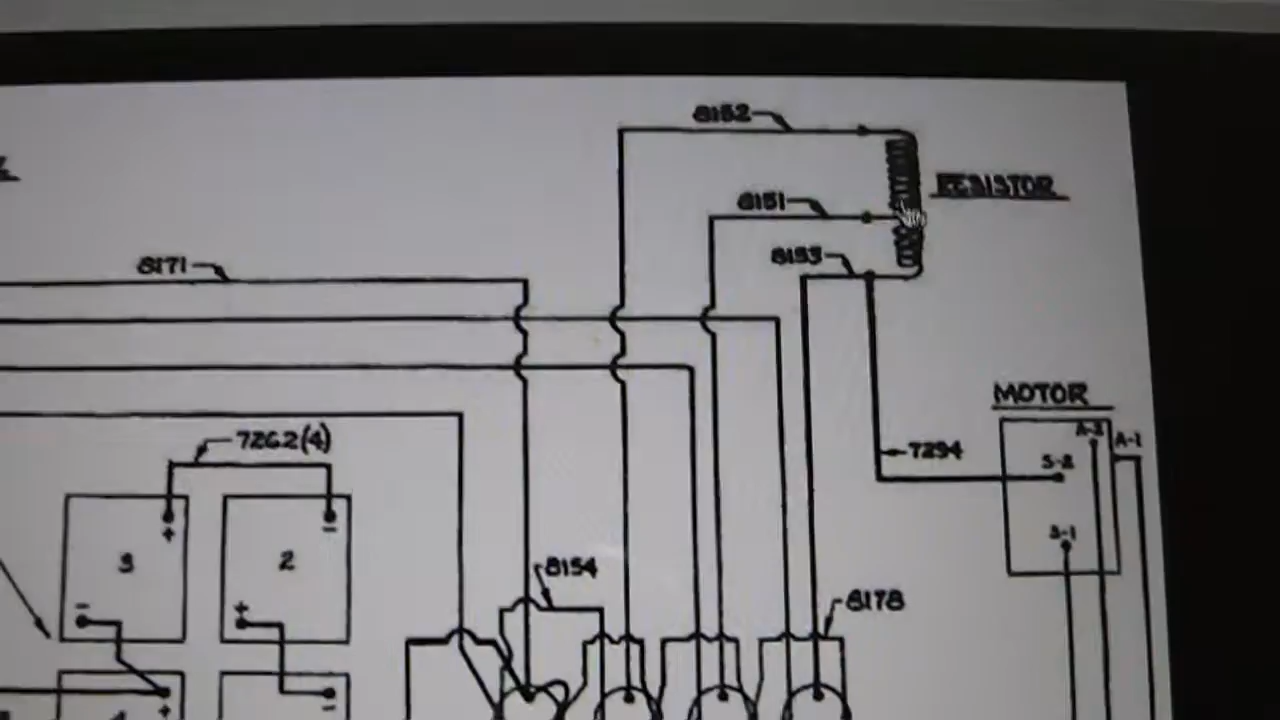 8152
RESISTOR
8151
8153
8171
MOTOR
A-2
A-1
7262(4)
7294
S-2
+
-
3
2
S-1
8154
-
+
8178
+
-